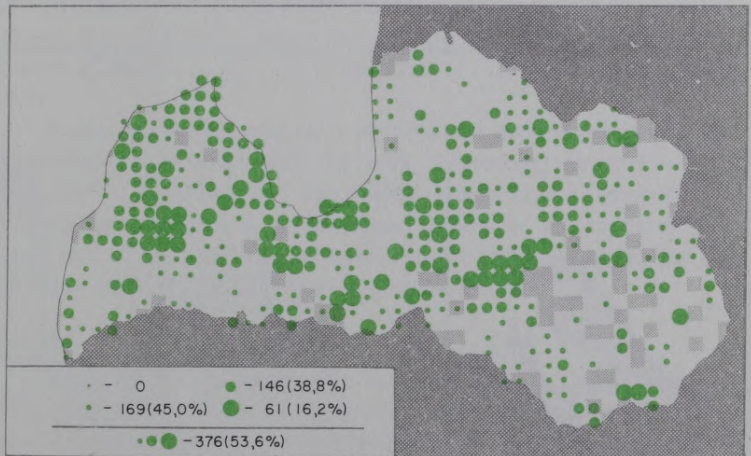 - 0 - 146(38,8%)
- 169(45,0%) - 61(16,2%)
- 376(53,6%)